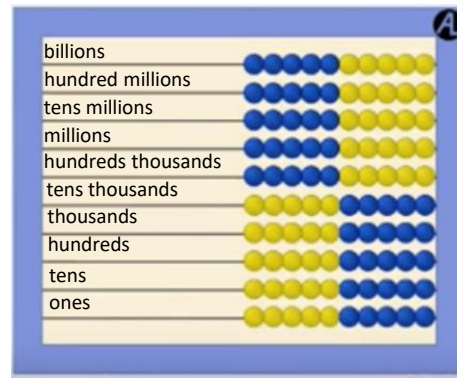 A
billions
hundred millions
tens millions
millions
hundreds thousands
tens thousands
thousands
hundreds
tens
ones